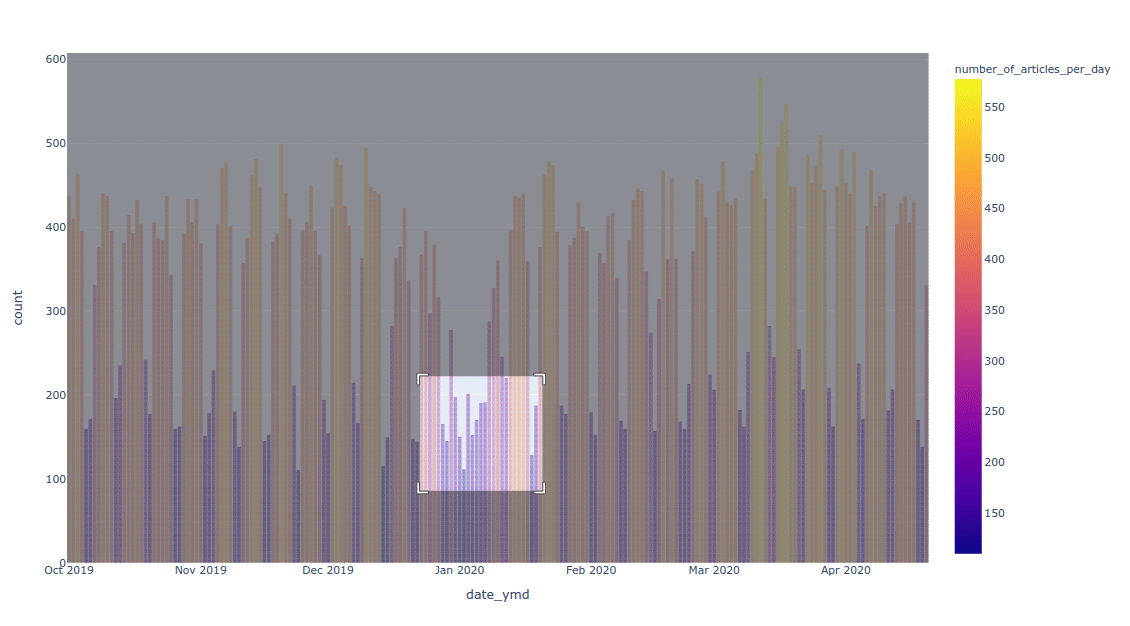 number_of_articles_per_day
600
500
400
300
200
100
0
count
550
500
450
400
350
300
250
200
150
Oct 2019
Nov 2019
Dec 2019
Jan 2020
Feb 2020
Mar 2020
Apr 2020
date_ymd